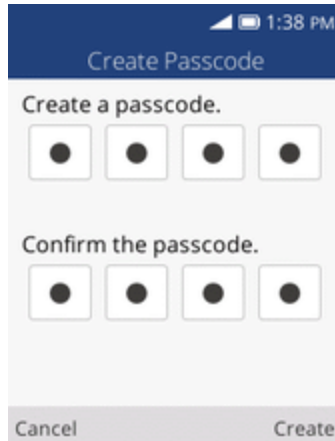 1:38 PM
Create Passcode
Create a passcode.
Confirm the passcode.
Cancel Create